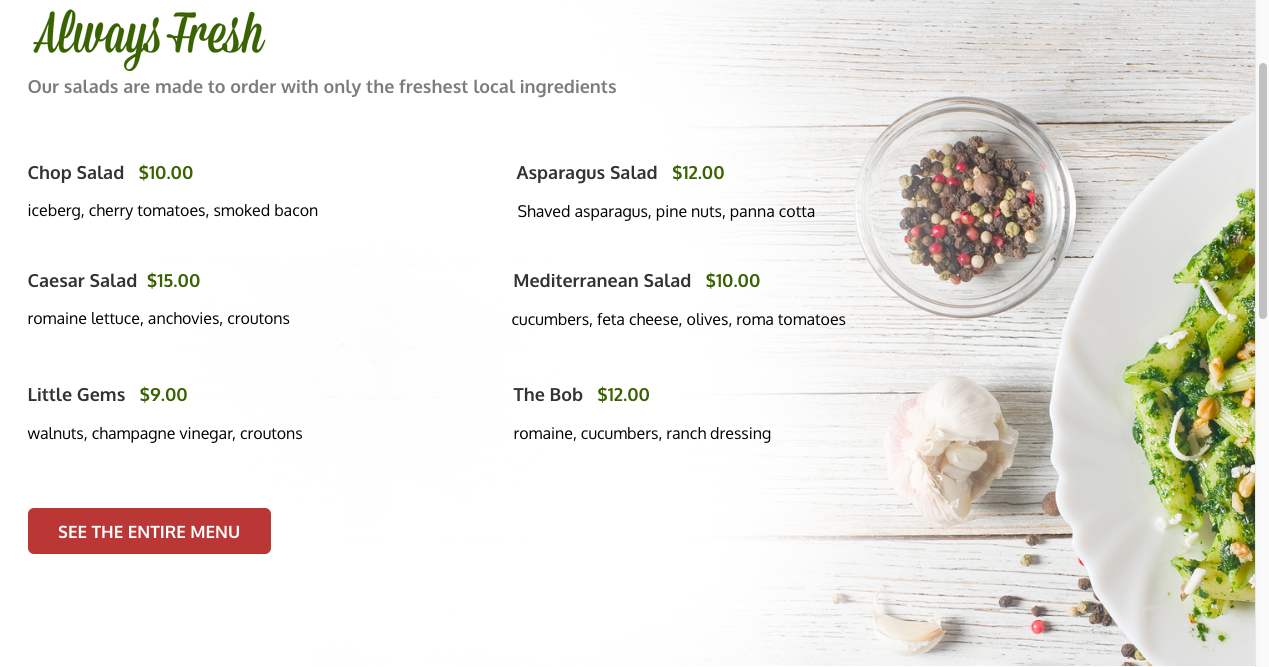 Always Fresh
Our salads are made to order with only the freshest local ingredients
Chop Salad $10.00
iceberg, cherry tomatoes, smoked bacon
Asparagus Salad $12.00
Shaved asparagus, pine nuts, panna cotta
Caesar Salad $15.00
romaine lettuce, anchovies, croutons
Mediterranean Salad $10.00
cucumbers, feta cheese, olives, roma tomatoes
Little Gems $9.00
walnuts, champagne vinegar, croutons
The Bob $12.00
romaine, cucumbers, ranch dressing
SEE THE ENTIRE MENU